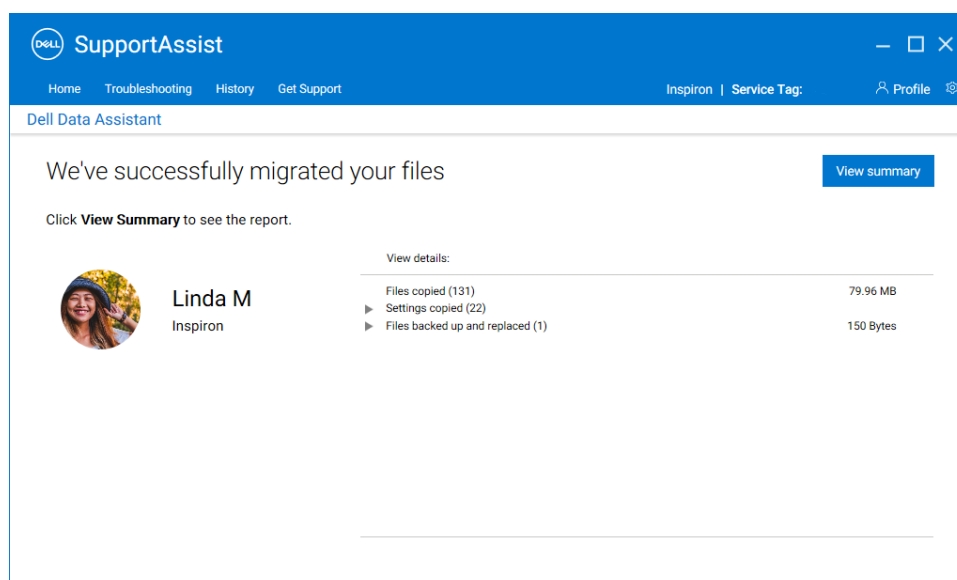 DELL SupportAssist
Home Troubleshooting History Get Support Inspiron | Service Tag: Profile
Dell Data Assistant
We've successfully migrated your files
View summary
Click View Summary to see the report.
View details:
Linda M
Inspiron
Files copied (131) 79.96 MB
Settings copied (22)
Files backed up and replaced (1) 150 Bytes